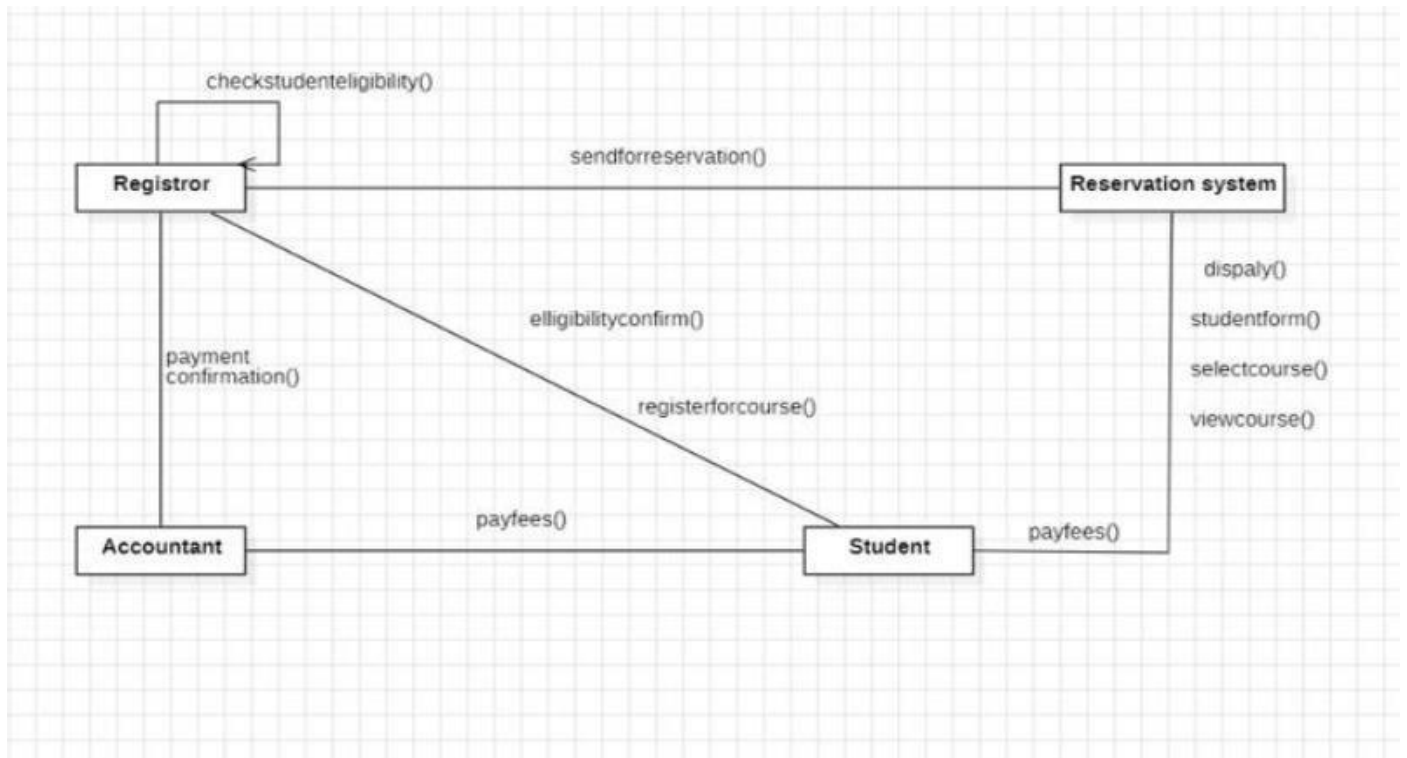 checkstudenteligibility()
sendforreservation()
Registror
Reservation system
dispaly()
elligibilityconfirm()
studentform()
payment
confirmation()
selectcourse()
registerforcourse()
viewcourse()
payfees()
payfees()
Accountant
Student